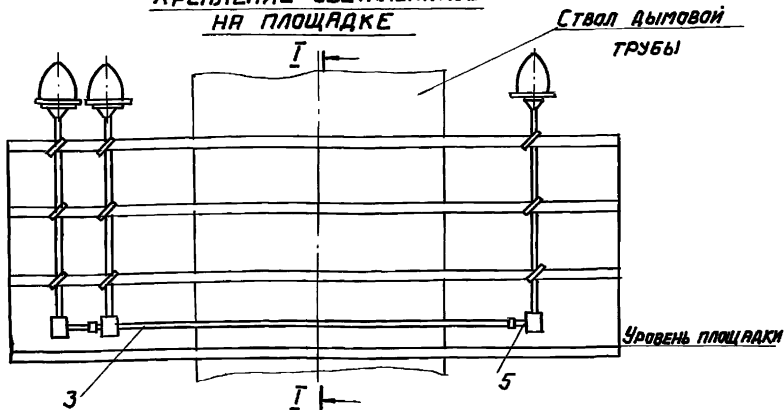 НА ПЛОЩАДКЕ
Ствол дымовой
ТРУБЫ
I
Уровень площадки
3
I
5